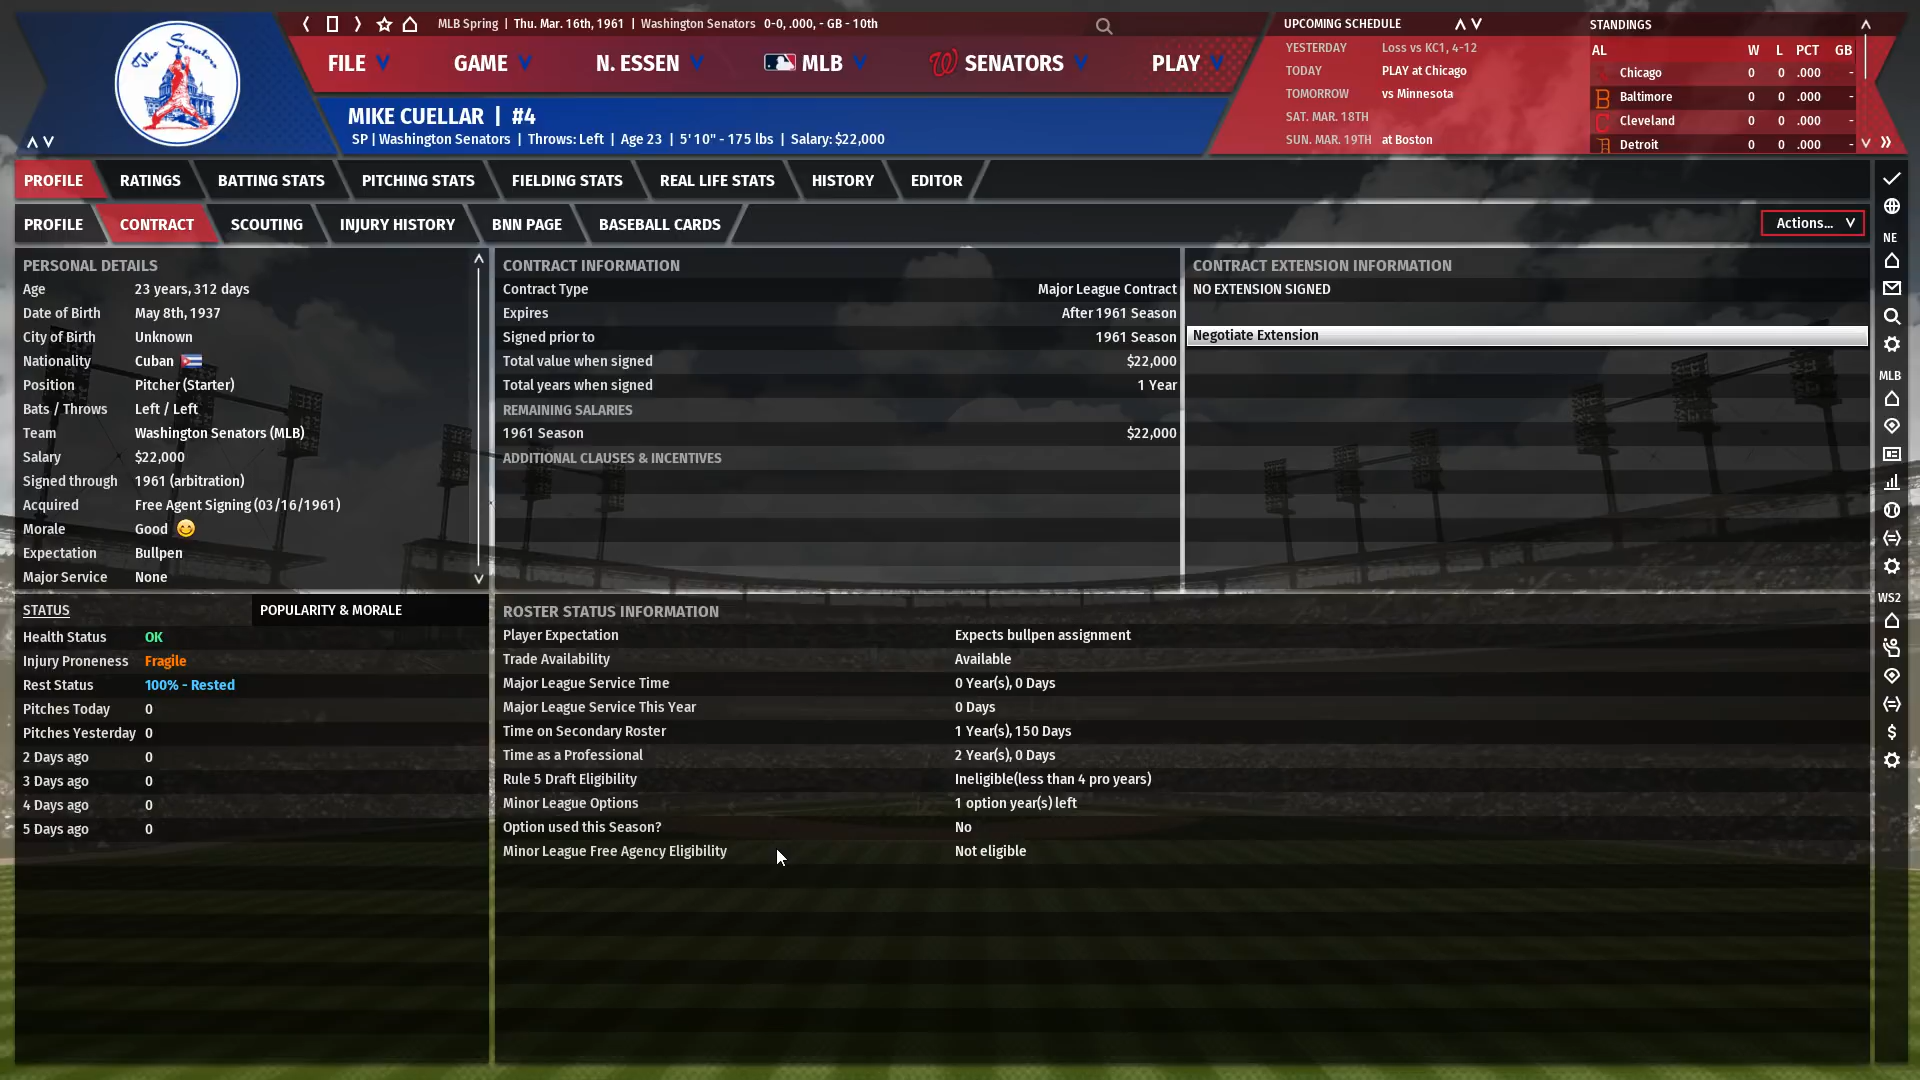 MLB Spring | Thu. Mar. 16th, 1961 | Washington Senators 0-0, .000, - GB - 10th
FILE
GAME
N. ESSEN
MLB
SENATORS
PLAY
The Senators
MIKE CUELLAR | #4
SP | Washington Senators | Throws: Left | Age 23 | 5' 10" - 175 lbs | Salary: $22,000
UPCOMING SCHEDULE
YESTERDAY Loss vs KC1, 4-12
TODAY PLAY at Chicago
TOMORROW vs Minnesota
SAT. MAR. 18TH
SUN. MAR. 19TH at Boston
STANDINGS
AL W L PCT GB
Chicago 0 0 .000 -
Baltimore 0 0 .000 -
Cleveland 0 0 .000 -
Detroit 0 0 .000 -
PROFILE RATINGS BATTING STATS PITCHING STATS FIELDING STATS REAL LIFE STATS HISTORY EDITOR
PROFILE CONTRACT SCOUTING INJURY HISTORY BNN PAGE BASEBALL CARDS
Actions...
PERSONAL DETAILS
Age 23 years, 312 days
Date of Birth May 8th, 1937
City of Birth Unknown
Nationality Cuban
Position Pitcher (Starter)
Bats / Throws Left / Left
Team Washington Senators (MLB)
Salary $22,000
Signed through 1961 (arbitration)
Acquired Free Agent Signing (03/16/1961)
Morale Good
Expectation Bullpen
Major Service None
CONTRACT INFORMATION
Contract Type Major League Contract
Expires After 1961 Season
Signed prior to 1961 Season
Total value when signed $22,000
Total years when signed 1 Year
REMAINING SALARIES
1961 Season $22,000
ADDITIONAL CLAUSES & INCENTIVES
CONTRACT EXTENSION INFORMATION
NO EXTENSION SIGNED
Negotiate Extension
STATUS
POPULARITY & MORALE
Health Status OK
Injury Proneness Fragile
Rest Status 100% - Rested
Pitches Today 0
Pitches Yesterday 0
2 Days ago 0
3 Days ago 0
4 Days ago 0
5 Days ago 0
ROSTER STATUS INFORMATION
Player Expectation Expects bullpen assignment
Trade Availability Available
Major League Service Time 0 Year(s), 0 Days
Major League Service This Year 0 Days
Time on Secondary Roster 1 Year(s), 150 Days
Time as a Professional 2 Year(s), 0 Days
Rule 5 Draft Eligibility Ineligible(less than 4 pro years)
Minor League Options 1 option year(s) left
Option used this Season? No
Minor League Free Agency Eligibility Not eligible
NE
MLB
WS2
$